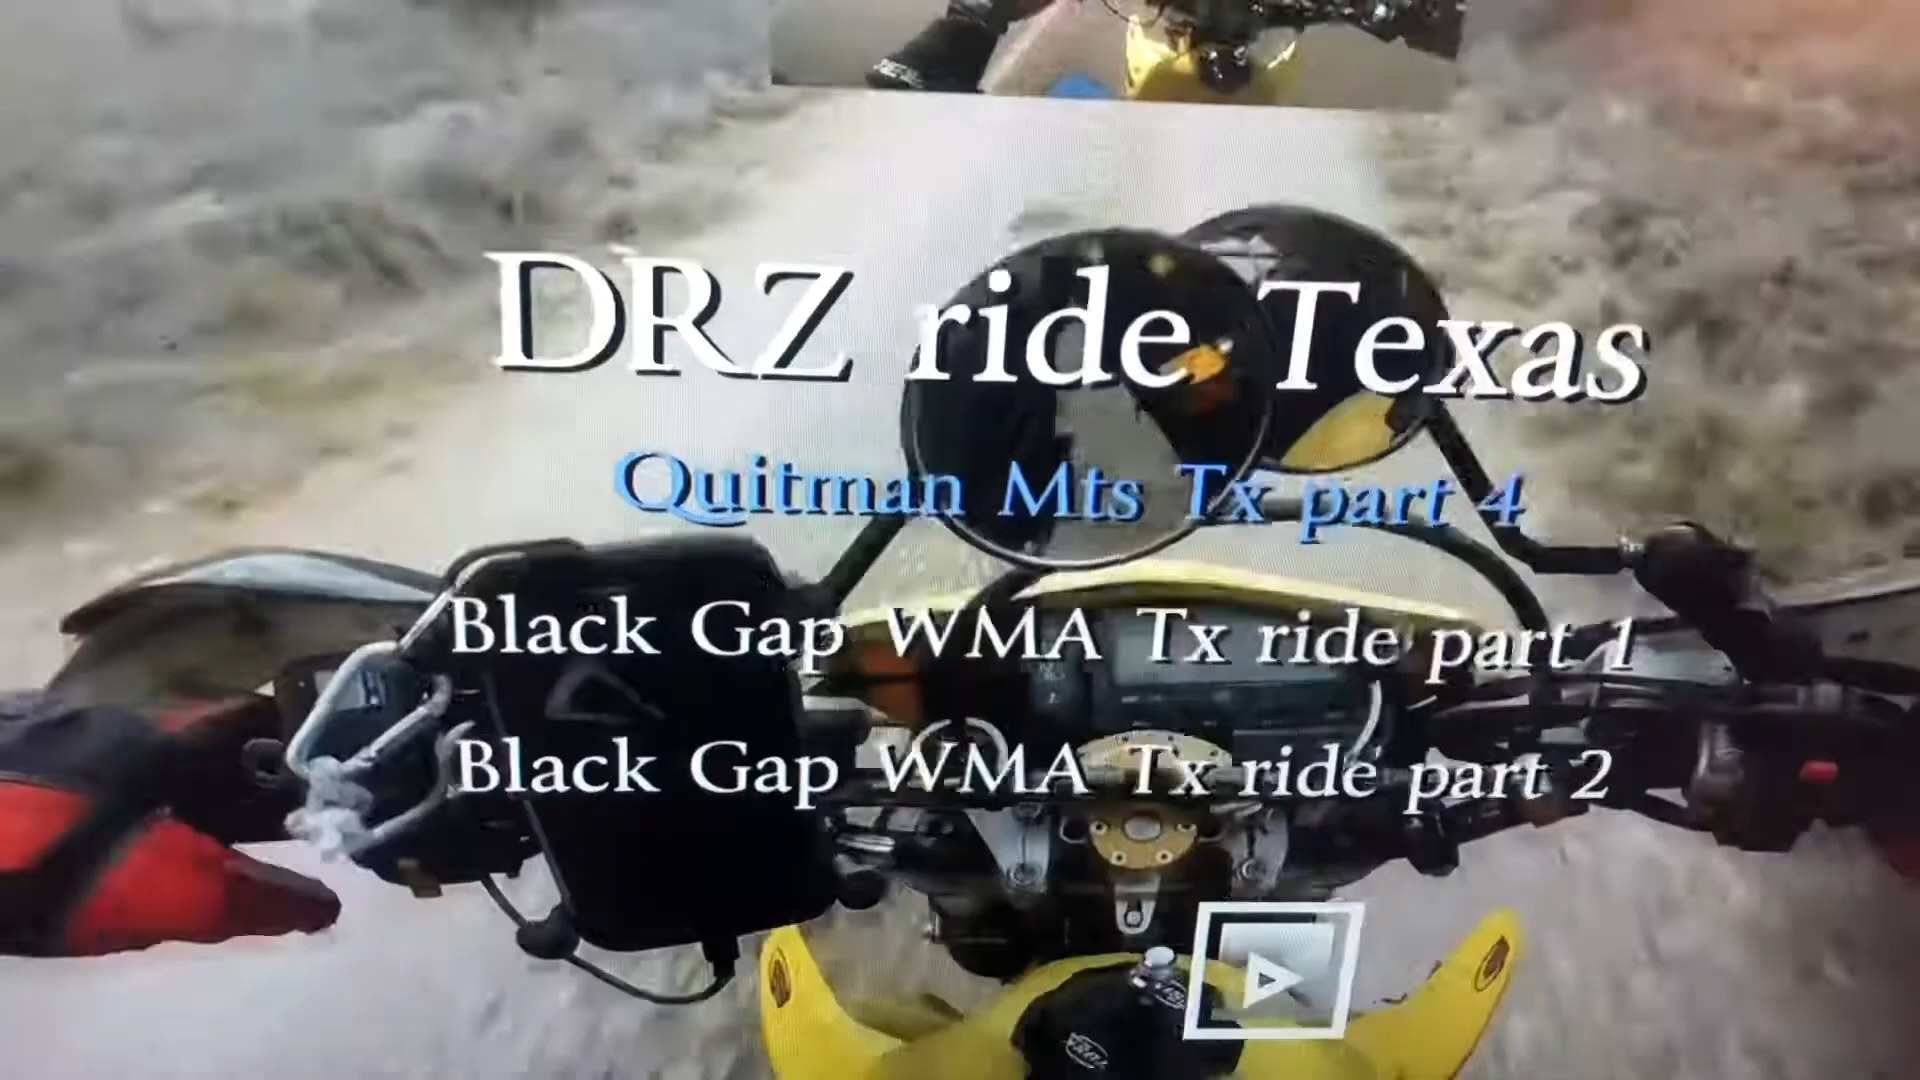 DRZ ride Texas
Quitman Mts Tx part 4
Black Gap WMA Tx ride part 1
Black Gap WMA Tx ride part 2